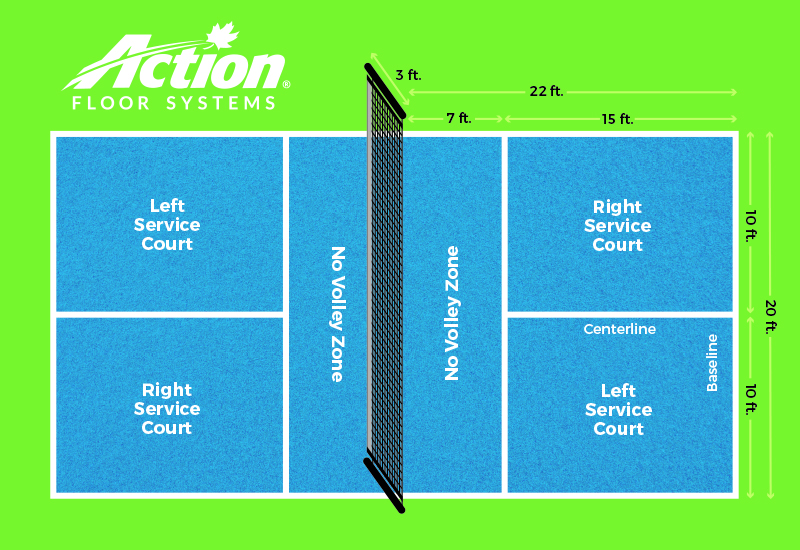 Action®
FLOOR SYSTEMS
3 ft.
22 ft.
7 ft.
15 ft.
Left
Service
Court
No Volley Zone
No Volley Zone
Right
Service
Court
10 ft.
20 ft.
Right
Service
Court
Centerline
Baseline
Left
Service
Court
10 ft.